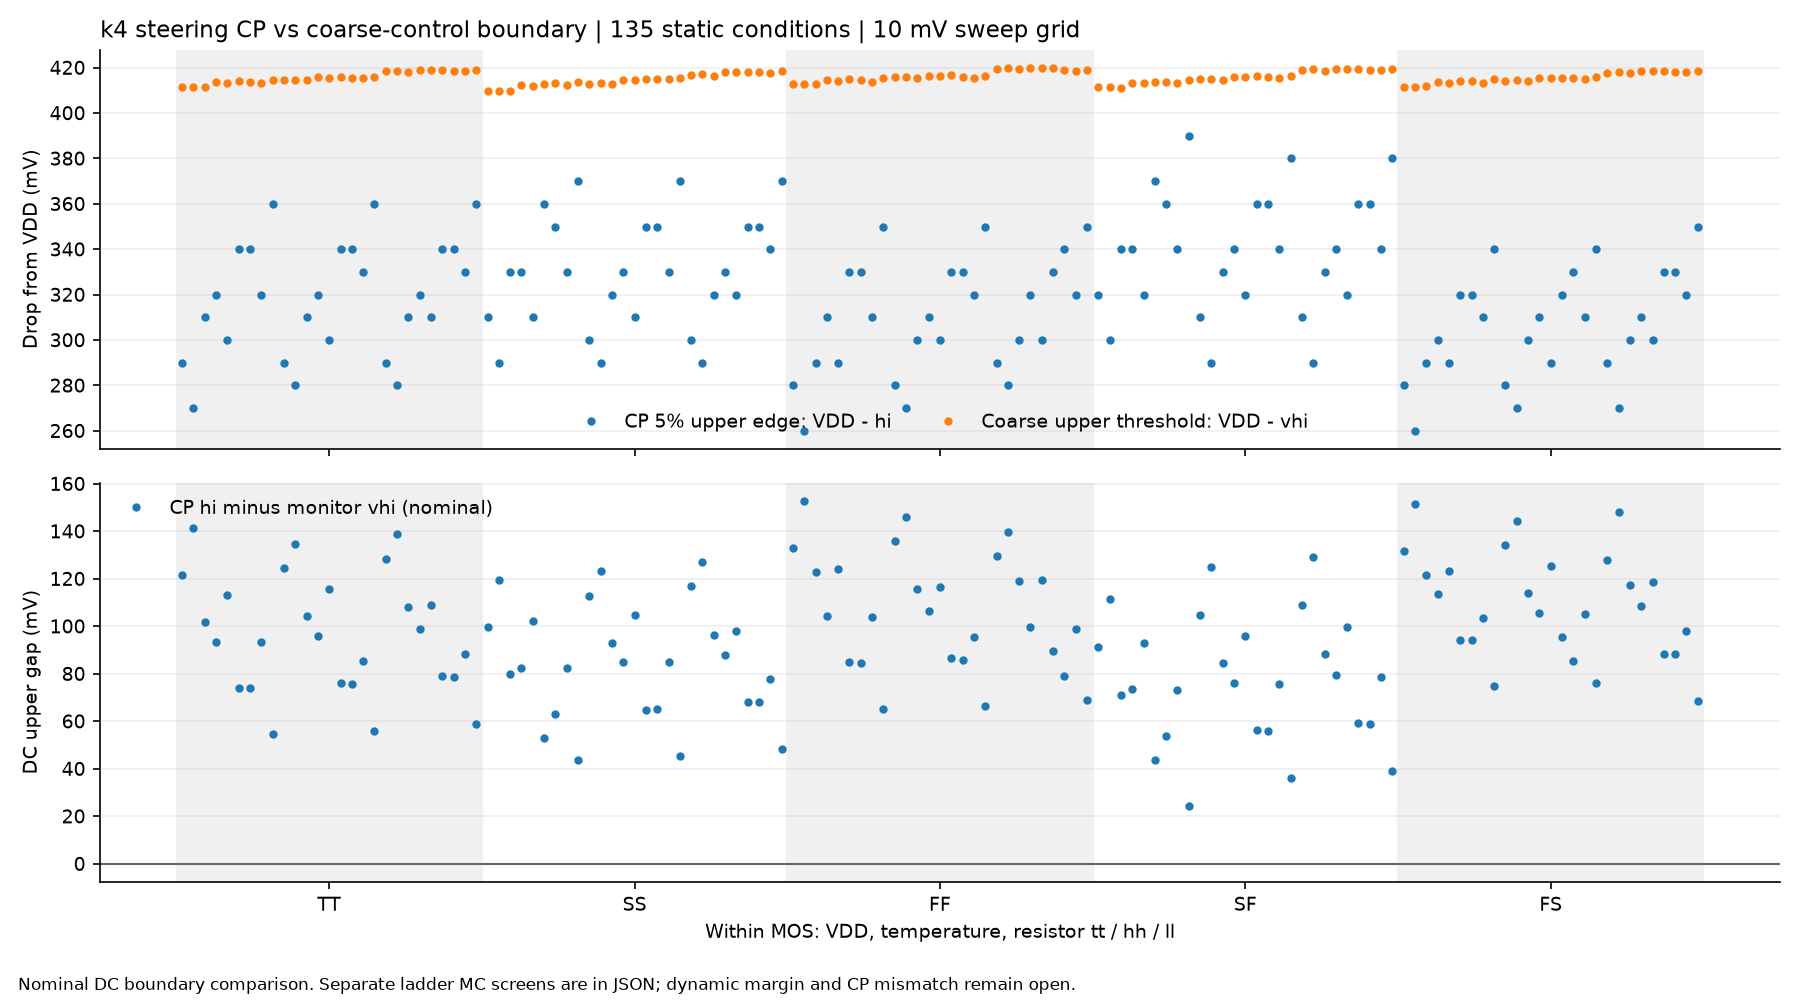 k4 steering CP vs coarse-control boundary | 135 static conditions | 10 mV sweep grid
Drop from VDD (mV)
420
400
380
360
340
320
300
280
260
CP 5% upper edge: VDD - hi
Coarse upper threshold: VDD - vhi
DC upper gap (mV)
160
140
120
100
80
60
40
20
0
CP hi minus monitor vhi (nominal)
TT SS FF SF FS
Within MOS: VDD, temperature, resistor tt / hh / ll
Nominal DC boundary comparison. Separate ladder MC screens are in JSON; dynamic margin and CP mismatch remain open.